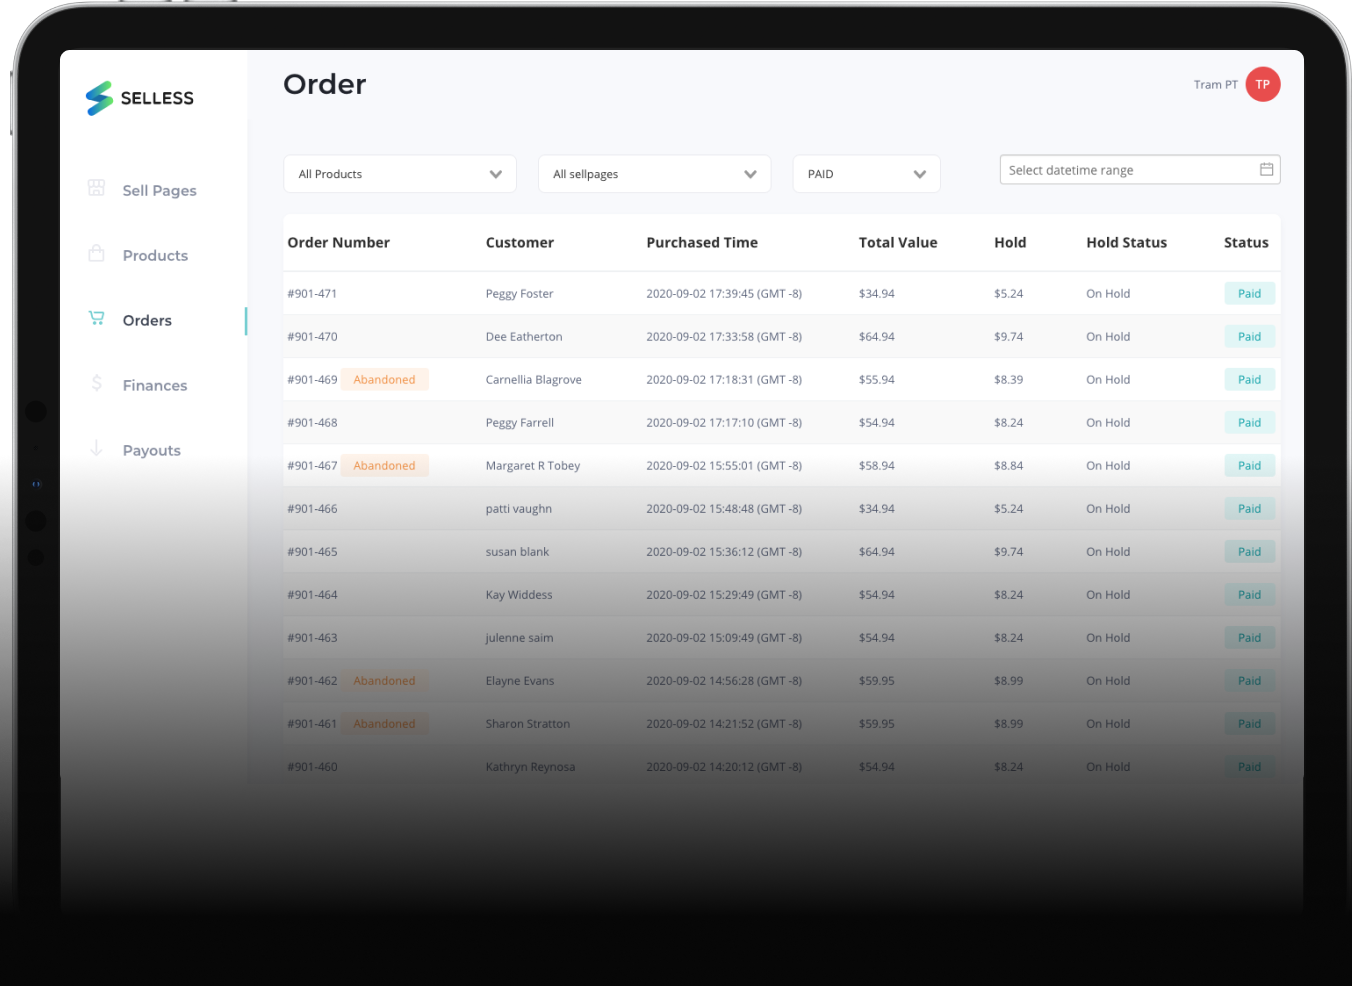 SELLESS
Order
Tram PT TP
Sell Pages
Products
Orders
Finances
Payouts
All Products All sellpages PAID Select datetime range
Order Number Customer Purchased Time Total Value Hold Hold Status Status
#901-471 Peggy Foster 2020-09-02 17:39:45 (GMT -8) $34.94 $5.24 On Hold Paid
#901-470 Dee Eatherton 2020-09-02 17:33:58 (GMT -8) $64.94 $9.74 On Hold Paid
#901-469 Abandoned Carnellia Blagrove 2020-09-02 17:18:31 (GMT -8) $55.94 $8.39 On Hold Paid
#901-468 Peggy Farrell 2020-09-02 17:17:10 (GMT -8) $54.94 $8.24 On Hold Paid
#901-467 Abandoned Margaret R Tobey 2020-09-02 15:55:01 (GMT -8) $58.94 $8.84 On Hold Paid
#901-466 patti vaughn 2020-09-02 15:48:48 (GMT -8) $34.94 $5.24 On Hold Paid
#901-465 susan blank 2020-09-02 15:36:12 (GMT -8) $64.94 $9.74 On Hold Paid
#901-464 Kay Widdess 2020-09-02 15:29:49 (GMT -8) $54.94 $8.24 On Hold Paid
#901-463 julenne saim 2020-09-02 15:09:49 (GMT -8) $54.94 $8.24 On Hold Paid
#901-462 Abandoned Elayne Evans 2020-09-02 14:56:28 (GMT -8) $59.95 $8.99 On Hold Paid
#901-461 Abandoned Sharon Stratton 2020-09-02 14:21:52 (GMT -8) $59.95 $8.99 On Hold Paid
#901-460 Kathryn Reynosa 2020-09-02 14:20:12 (GMT -8) $54.94 $8.24 On Hold Paid